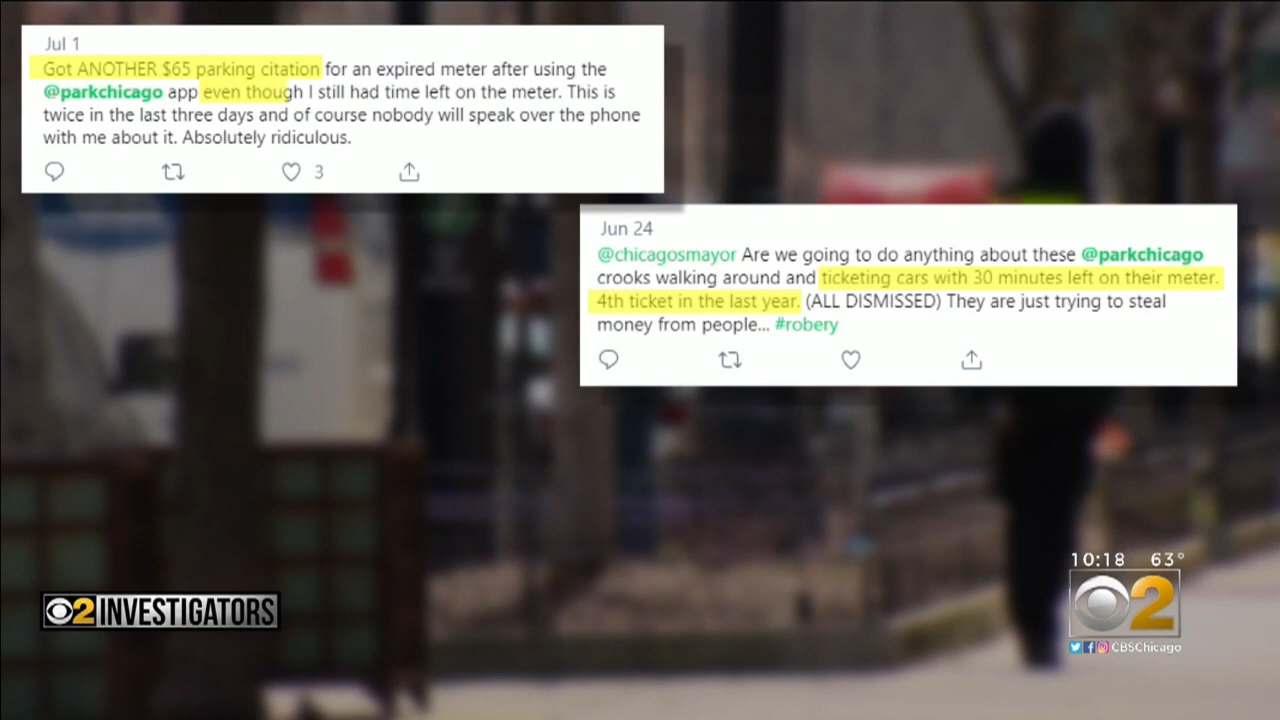 Jul 1
Got ANOTHER $65 parking citation for an expired meter after using the
@parkchicago app even though I still had time left on the meter. This is
twice in the last three days and of course nobody will speak over the phone
with me about it. Absolutely ridiculous.
3
Jun 24
@chicagosmayor Are we going to do anything about these @parkchicago
crooks walking around and ticketing cars with 30 minutes left on their meter.
4th ticket in the last year. (ALL DISMISSED) They are just trying to steal
money from people... #robery
10:18 63°
2 INVESTIGATORS
2
CBSChicago